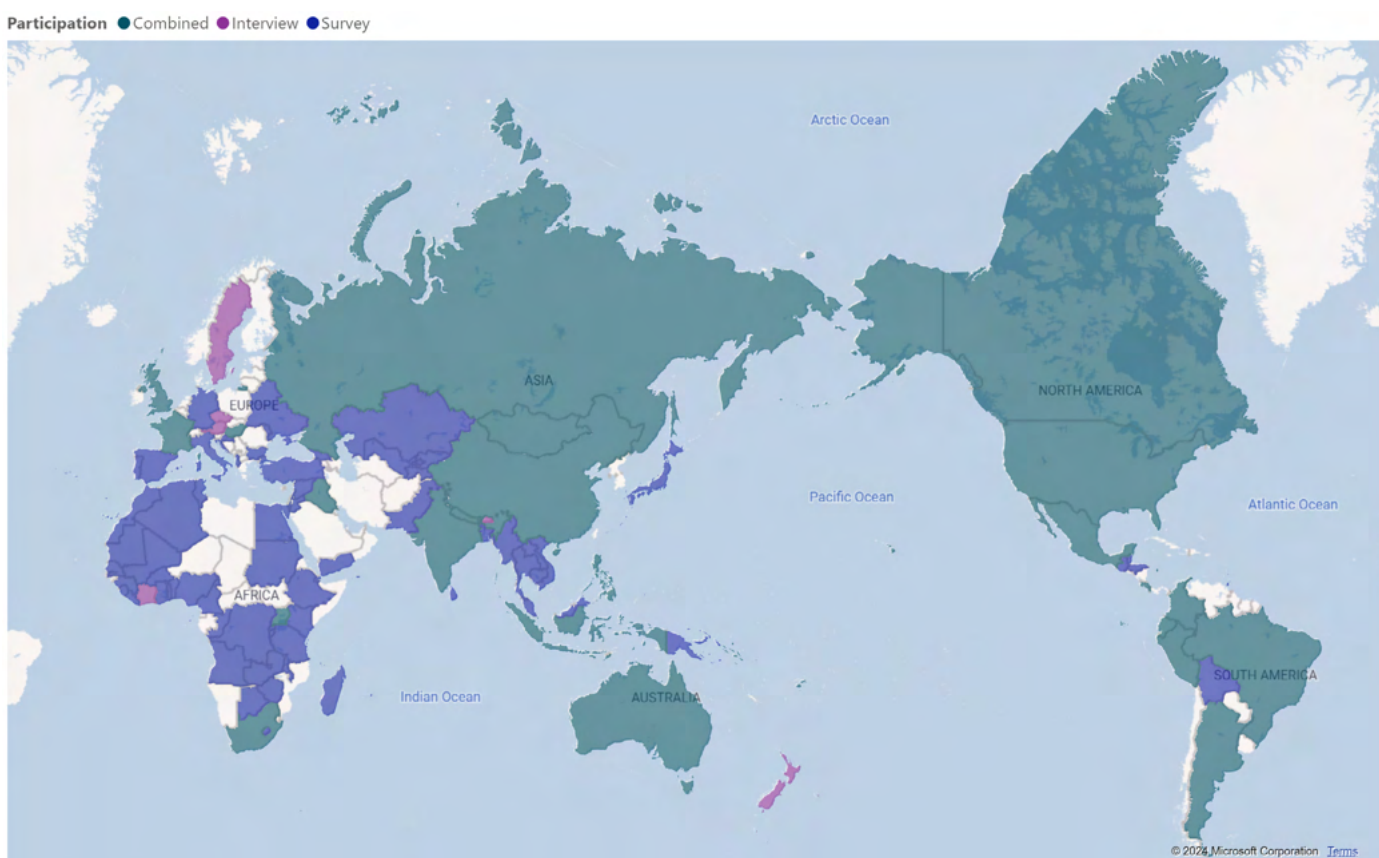 Participation Combined Interview Survey
Arctic Ocean
ASIA
NORTH AMERICA
EUROPE
Pacific Ocean
Atlantic Ocean
AFRICA
SOUTH AMERICA
Indian Ocean
AUSTRALIA
© 2024 Microsoft Corporation Terms